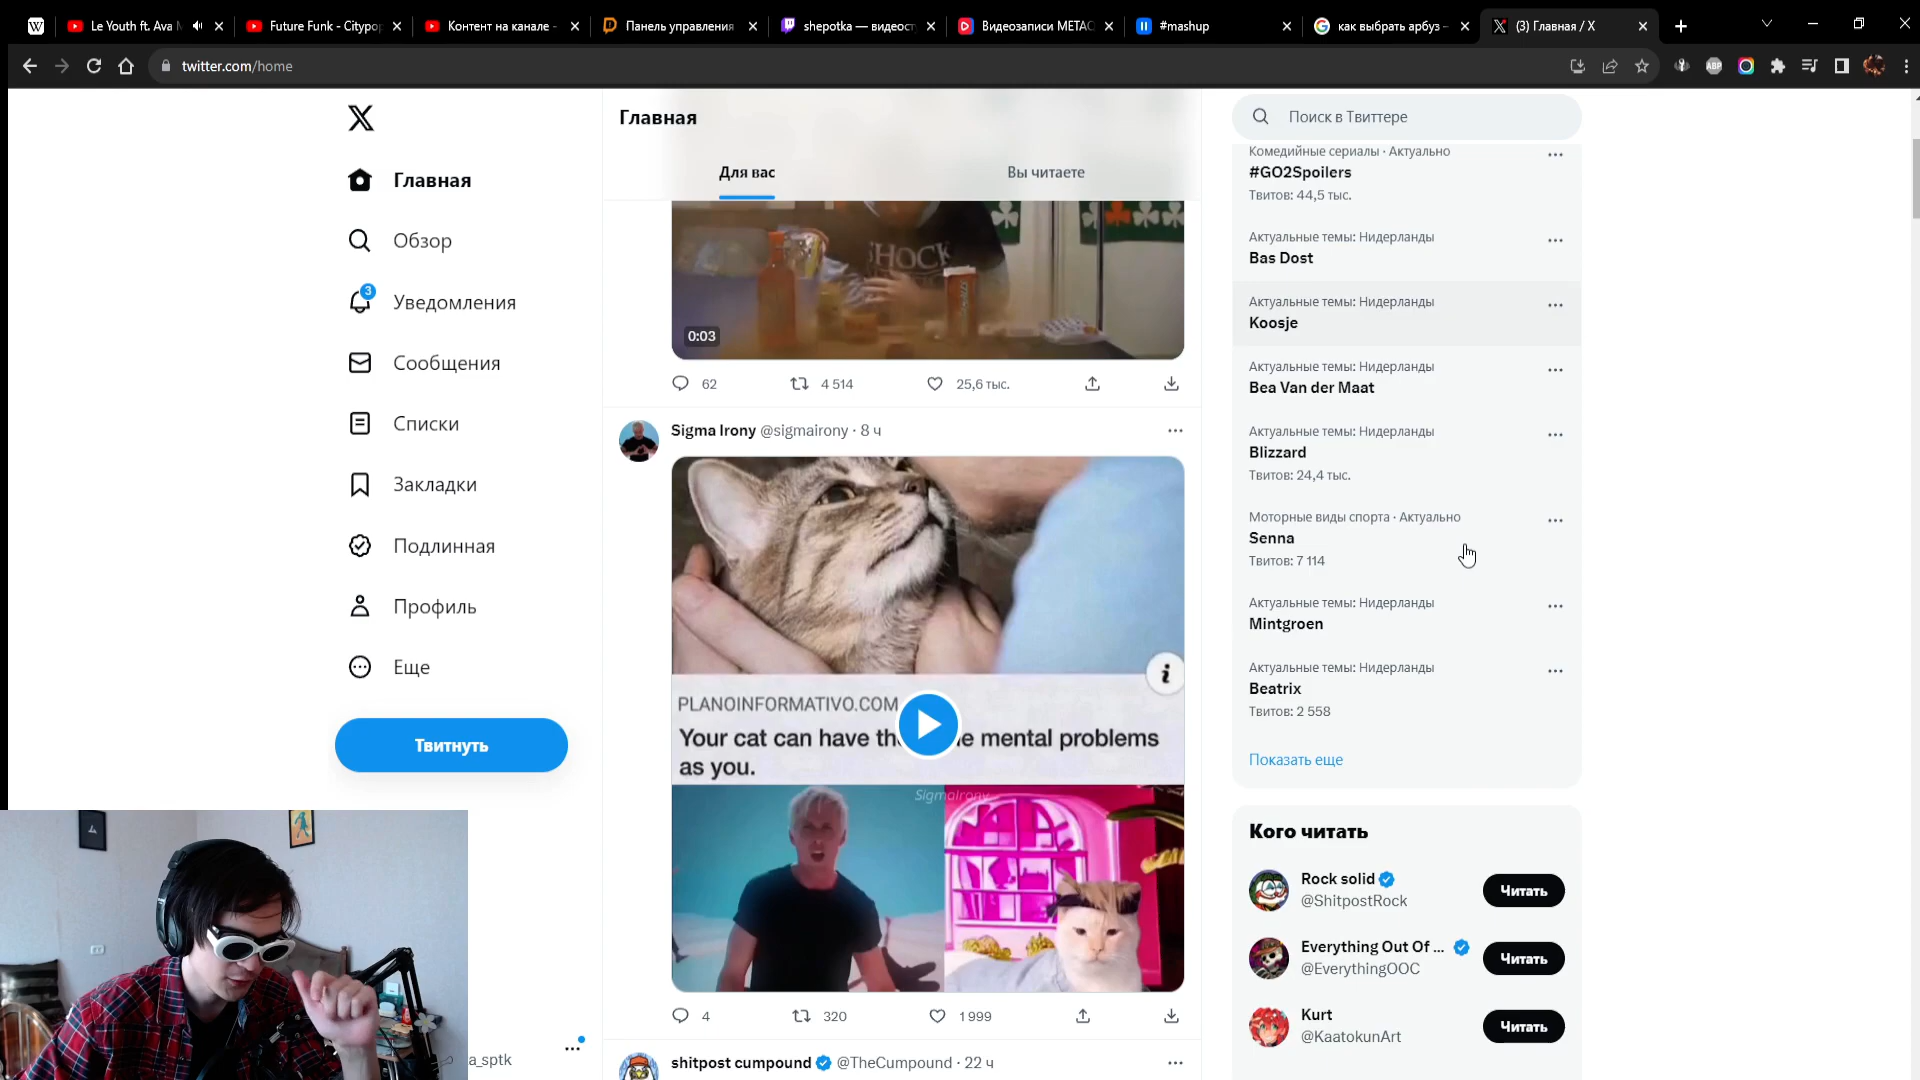 Le Youth ft. Ava M
Future Funk - Citypop
Контент на канале -
Панель управления
shepotka — видеост
Видеозаписи METAC
#mashup
как выбрать арбуз –
(3) Главная / X
twitter.com/home
ABP
Главная
Обзор
3
Уведомления
Сообщения
Списки
Закладки
Подлинная
Профиль
Еще
Твитнуть
a_sptk
Главная
Для вас
Вы читаете
SHOCK
0:03
62
4 514
25,6 тыс.
Sigma Irony @sigmairony · 8 ч
PLANOINFORMATIVO.COM
Your cat can have the mental problems
as you.
SigmaIrony
4
320
1 999
shitpost cumpound @TheCumpound · 22 ч
Поиск в Твиттере
Комедийные сериалы · Актуально
#GO2Spoilers
Твитов: 44,5 тыс.
Актуальные темы: Нидерланды
Bas Dost
Актуальные темы: Нидерланды
Koosje
Актуальные темы: Нидерланды
Bea Van der Maat
Актуальные темы: Нидерланды
Blizzard
Твитов: 24,4 тыс.
Моторные виды спорта · Актуально
Senna
Твитов: 7 114
Актуальные темы: Нидерланды
Mintgroen
Актуальные темы: Нидерланды
Beatrix
Твитов: 2 558
Показать еще
Кого читать
Rock solid
@ShitpostRock
Читать
Everything Out Of ...
@EverythingOOC
Читать
Kurt
@KaatokunArt
Читать